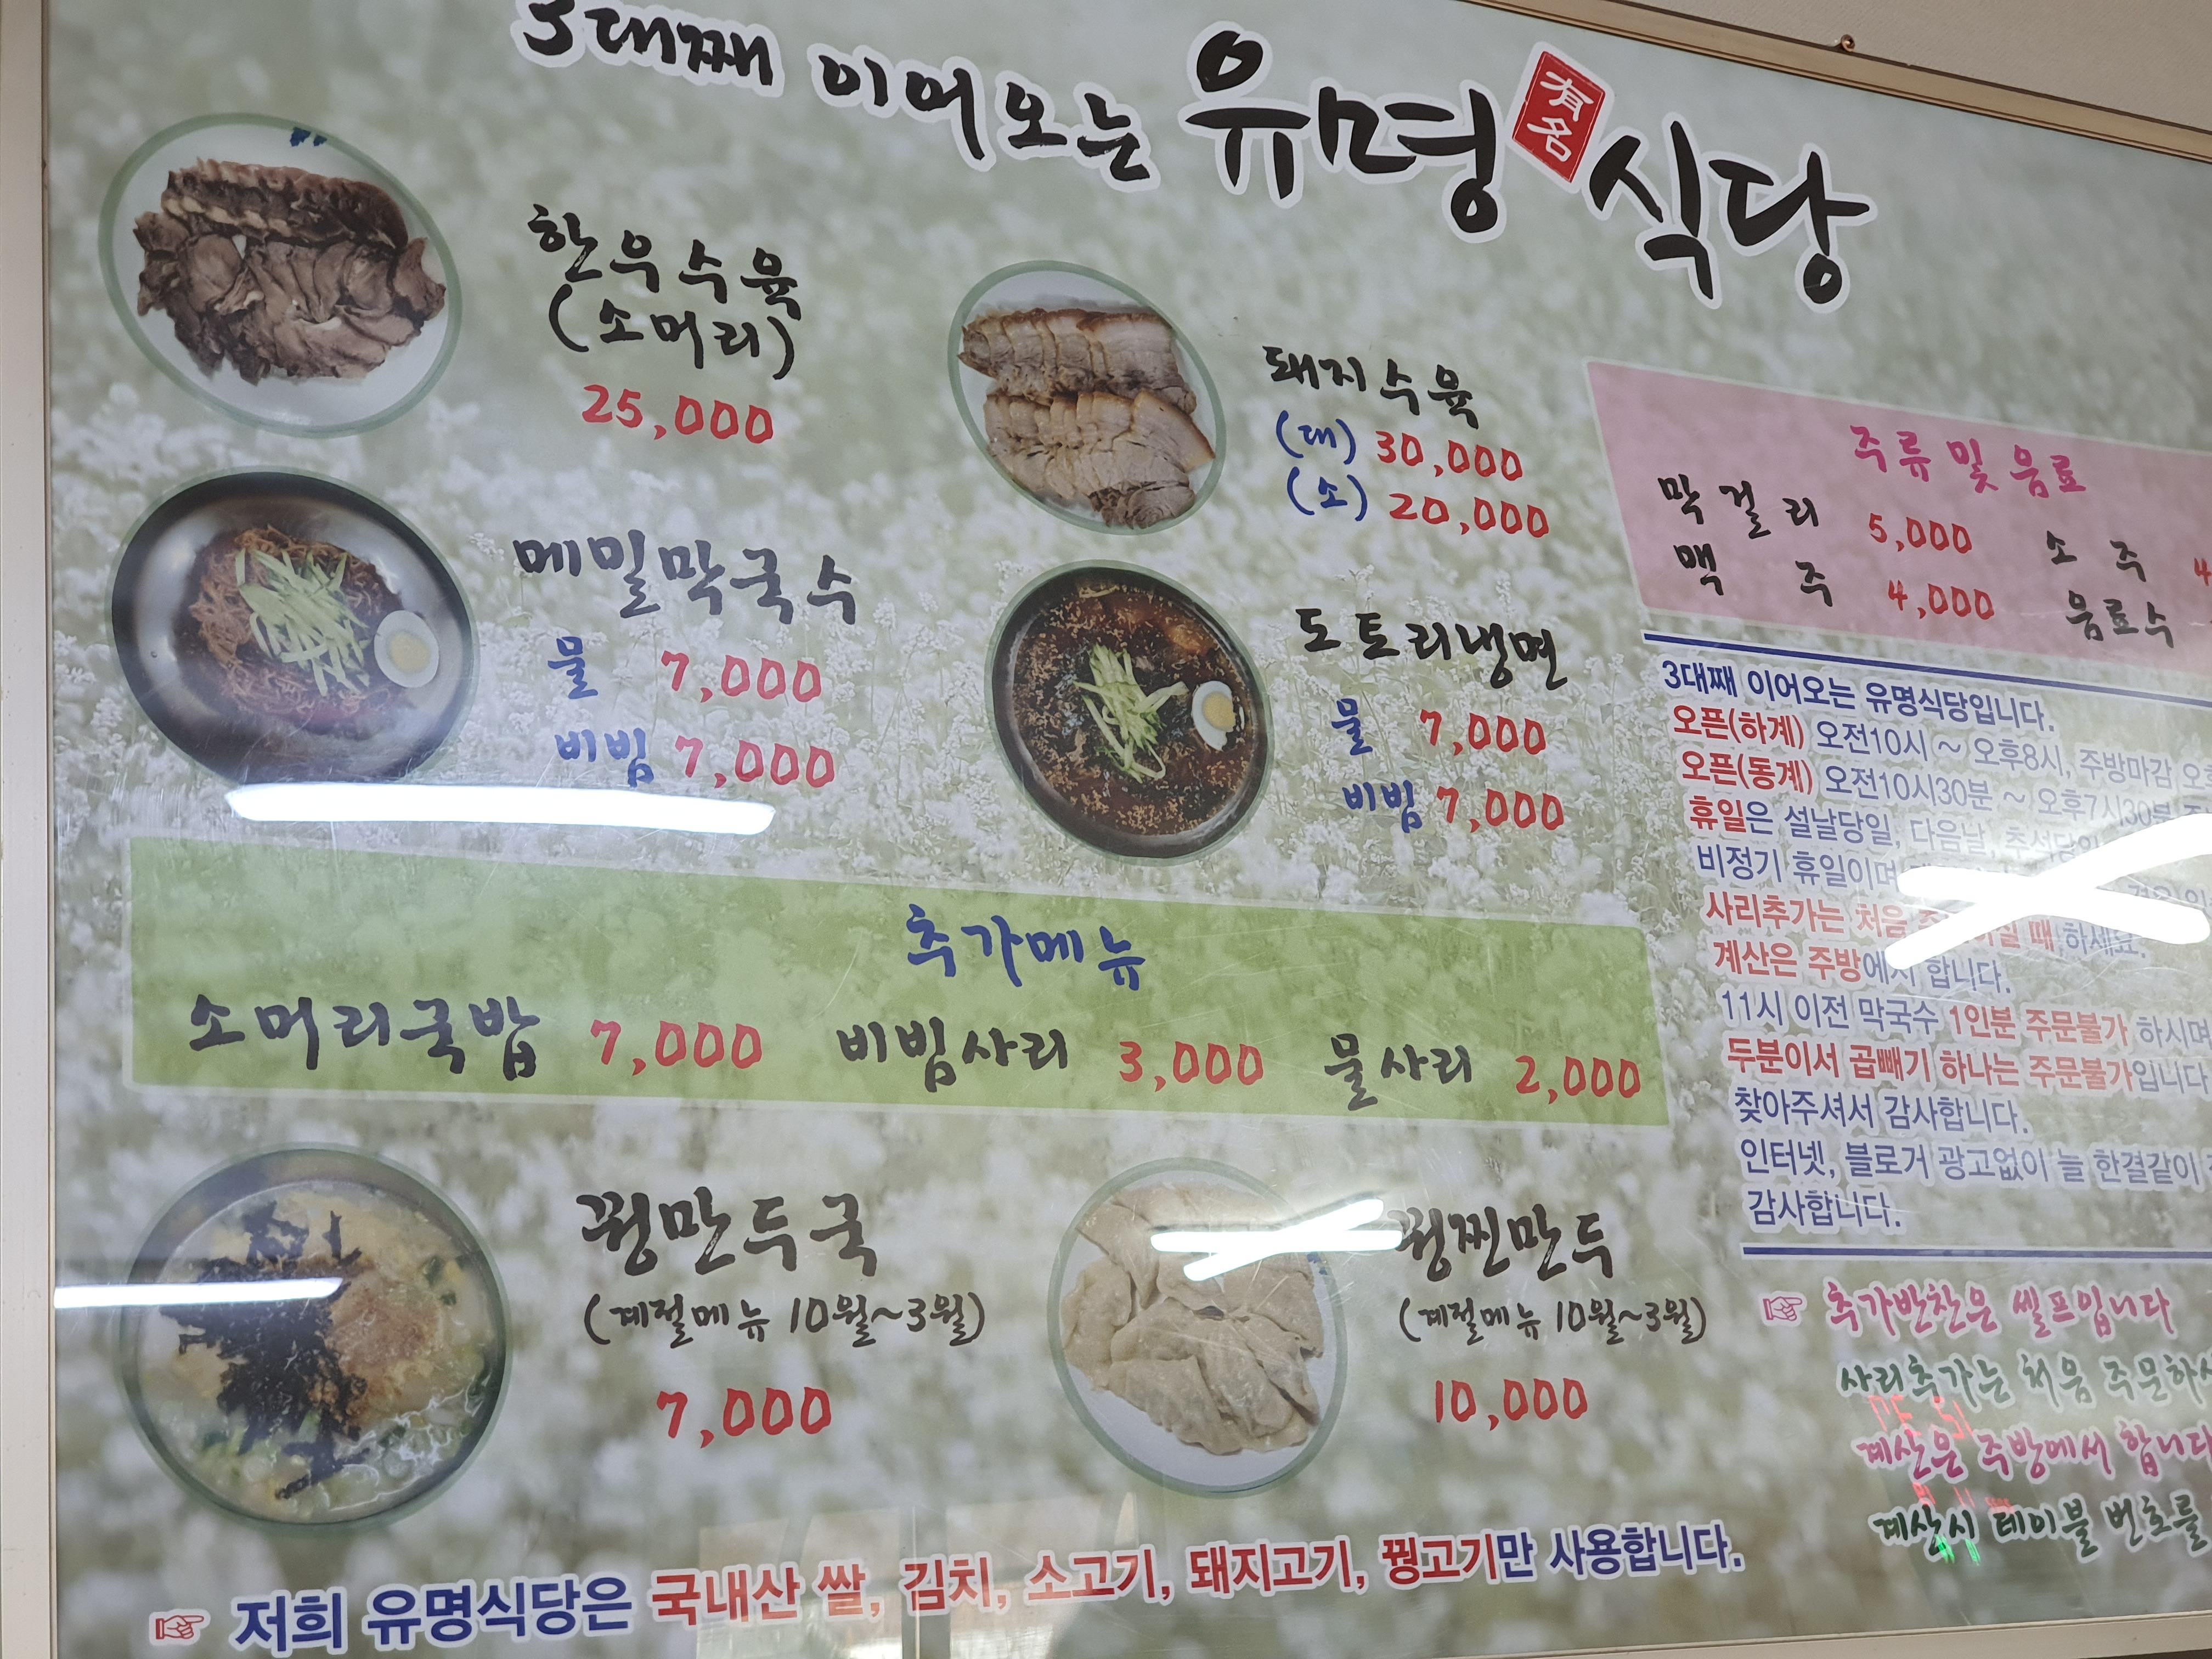 3대째 이어오는 유명 有名 식당
한우수육
(소머리)
25,000
돼지수육
(대) 30,000
(소) 20,000
메밀막국수
물 7,000
비빔 7,000
도토리냉면
물 7,000
비빔 7,000
주류 및 음료
막걸리 5,000 소주
맥주 4,000 음료수
추가메뉴
소머리국밥 7,000 비빔사리 3,000 물사리 2,000
꿩만두국
(계절메뉴 10월~3월)
7,000
꿩찐만두
(계절메뉴 10월~3월)
10,000
3대째 이어오는 유명식당입니다.
오픈(하계) 오전10시 ~ 오후8시, 주방마감
오픈(동계) 오전10시30분 ~ 오후7시30분
휴일은 설날당일, 다음날, 추석당일
비정기 휴일이며
사리추가는 처음 때 하세요.
계산은 주방에서 합니다.
11시 이전 막국수 1인분 주문불가 하시며
두분이서 곱빼기 하나는 주문불가입니다
찾아주셔서 감사합니다.
인터넷, 블로거 광고없이 늘 한결같이
감사합니다.
☞ 추가반찬은 셀프입니다
사리추가는 처음
계산은 주방에서 합니다
계산시 테이블 번호를
☞ 저희 유명식당은 국내산 쌀, 김치, 소고기, 돼지고기, 꿩고기만 사용합니다.